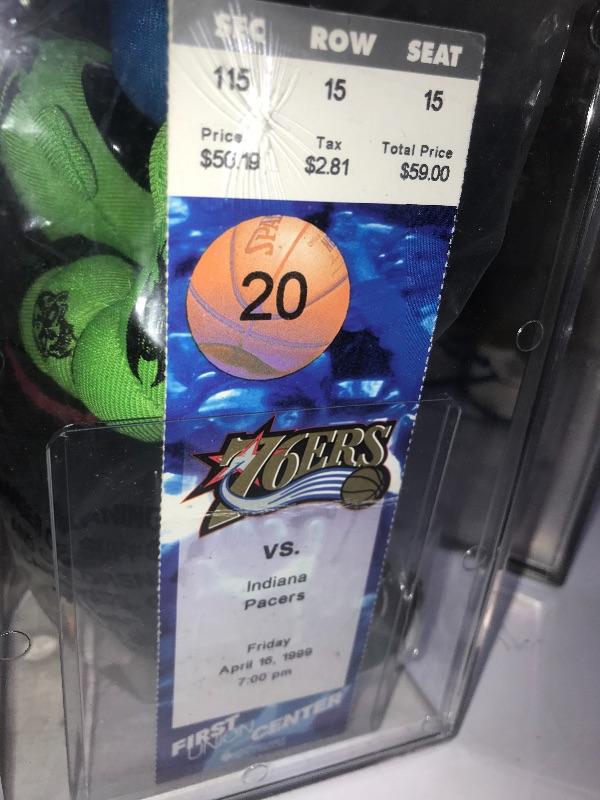 SEC ROW SEAT
115 15 15
Price Tax Total Price
$56.19 $2.81 $59.00
SPA
20
76ERS
VS.
Indiana
Pacers
Friday
April 16, 1999
7:00 pm
FIRST
UNION CENTER